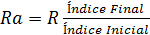 Ra = R Índice Final / Índice Inicial